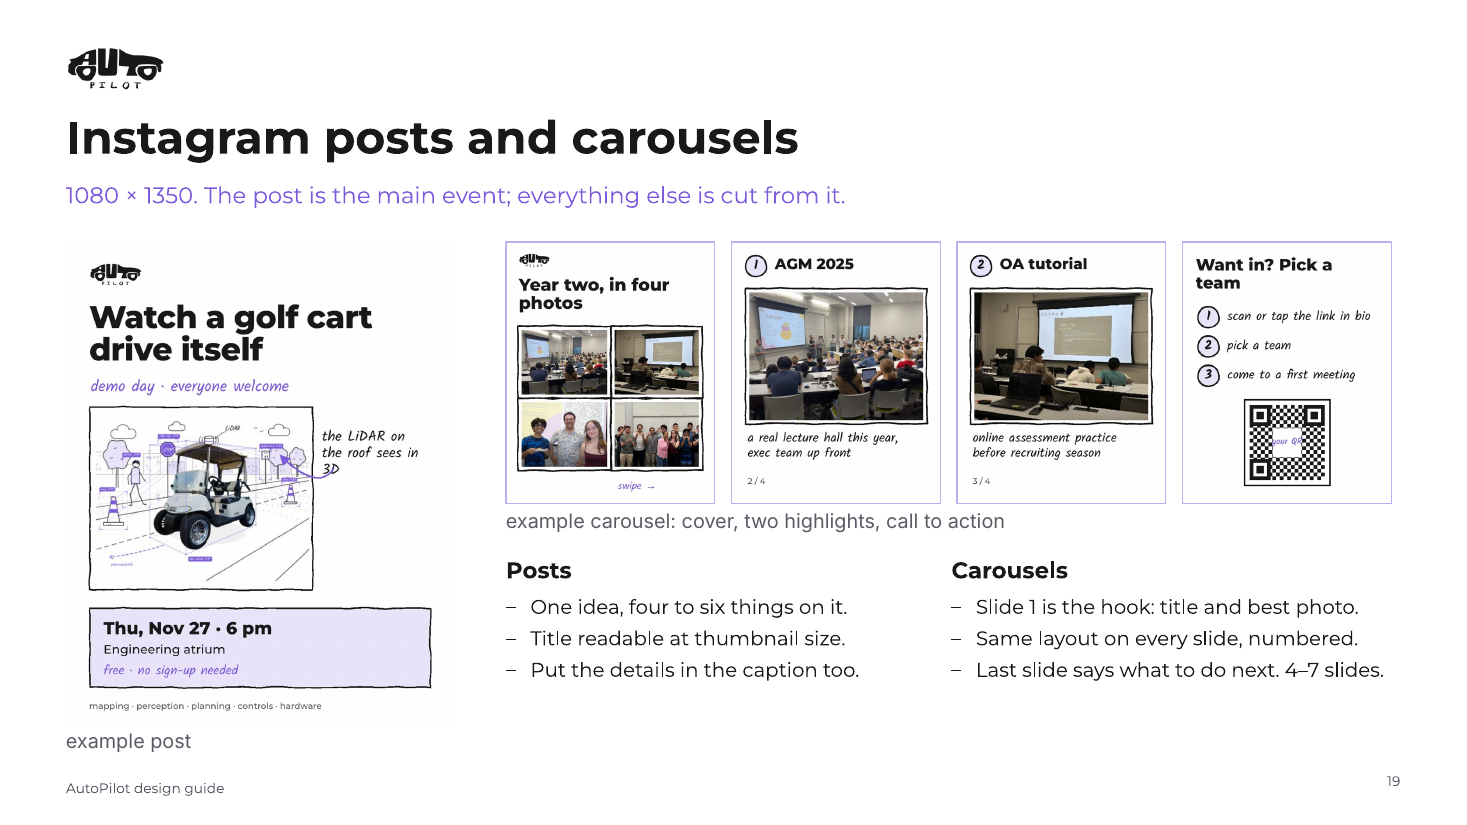 AUTO
PILOT
Instagram posts and carousels
1080 × 1350. The post is the main event; everything else is cut from it.
AUTO
PILOT
Watch a golf cart
drive itself
demo day · everyone welcome
LiDAR
the LiDAR on
the roof sees in
3D
planned path
Thu, Nov 27 · 6 pm
Engineering atrium
free · no sign-up needed
mapping · perception · planning · controls · hardware
example post
AUTO
PILOT
Year two, in four
photos
swipe →
1 AGM 2025
a real lecture hall this year,
exec team up front
2 / 4
2 OA tutorial
online assessment practice
before recruiting season
3 / 4
Want in? Pick a
team
1 scan or tap the link in bio
2 pick a team
3 come to a first meeting
your QR
example carousel: cover, two highlights, call to action
Posts
– One idea, four to six things on it.
– Title readable at thumbnail size.
– Put the details in the caption too.
Carousels
– Slide 1 is the hook: title and best photo.
– Same layout on every slide, numbered.
– Last slide says what to do next. 4–7 slides.
AutoPilot design guide
19